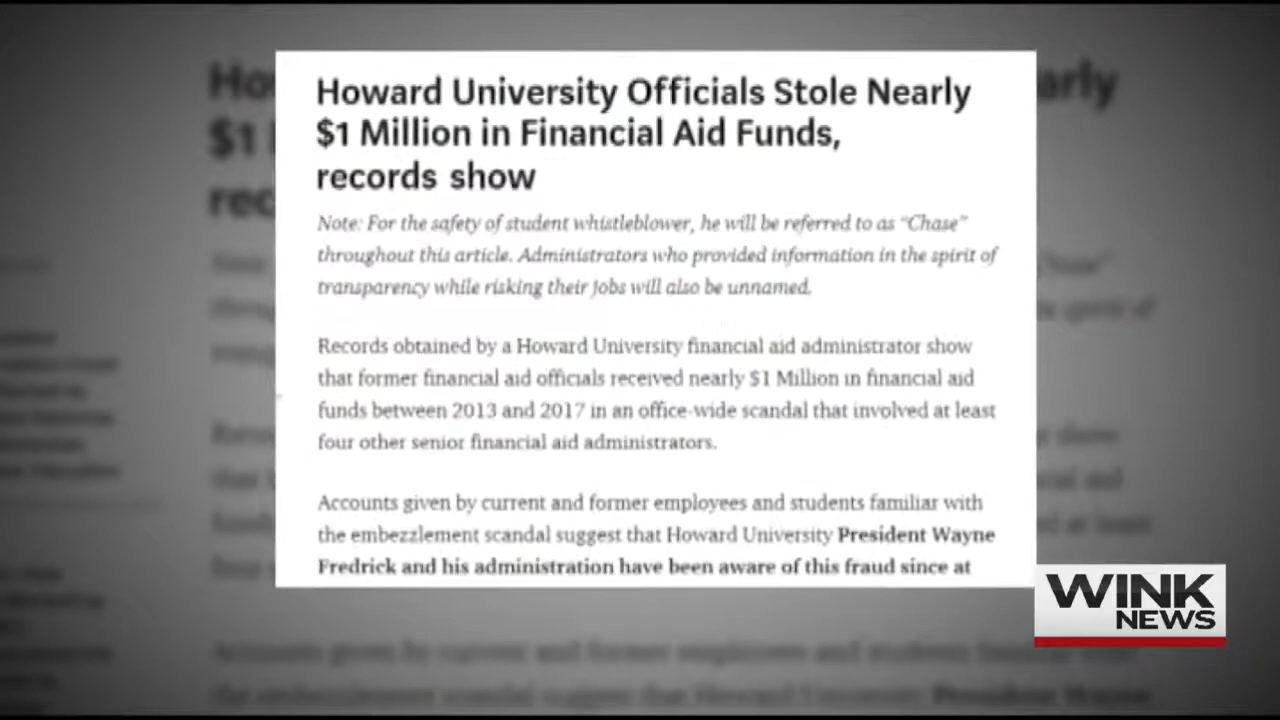 Howard University Officials Stole Nearly
$1 Million in Financial Aid Funds,
records show
Note: For the safety of student whistleblower, he will be referred to as “Chase”
throughout this article. Administrators who provided information in the spirit of
transparency while risking their jobs will also be unnamed.
Records obtained by a Howard University financial aid administrator show
that former financial aid officials received nearly $1 Million in financial aid
funds between 2013 and 2017 in an office-wide scandal that involved at least
four other senior financial aid administrators.
Accounts given by current and former employees and students familiar with
the embezzlement scandal suggest that Howard University President Wayne
Fredrick and his administration have been aware of this fraud since at
WINK
NEWS